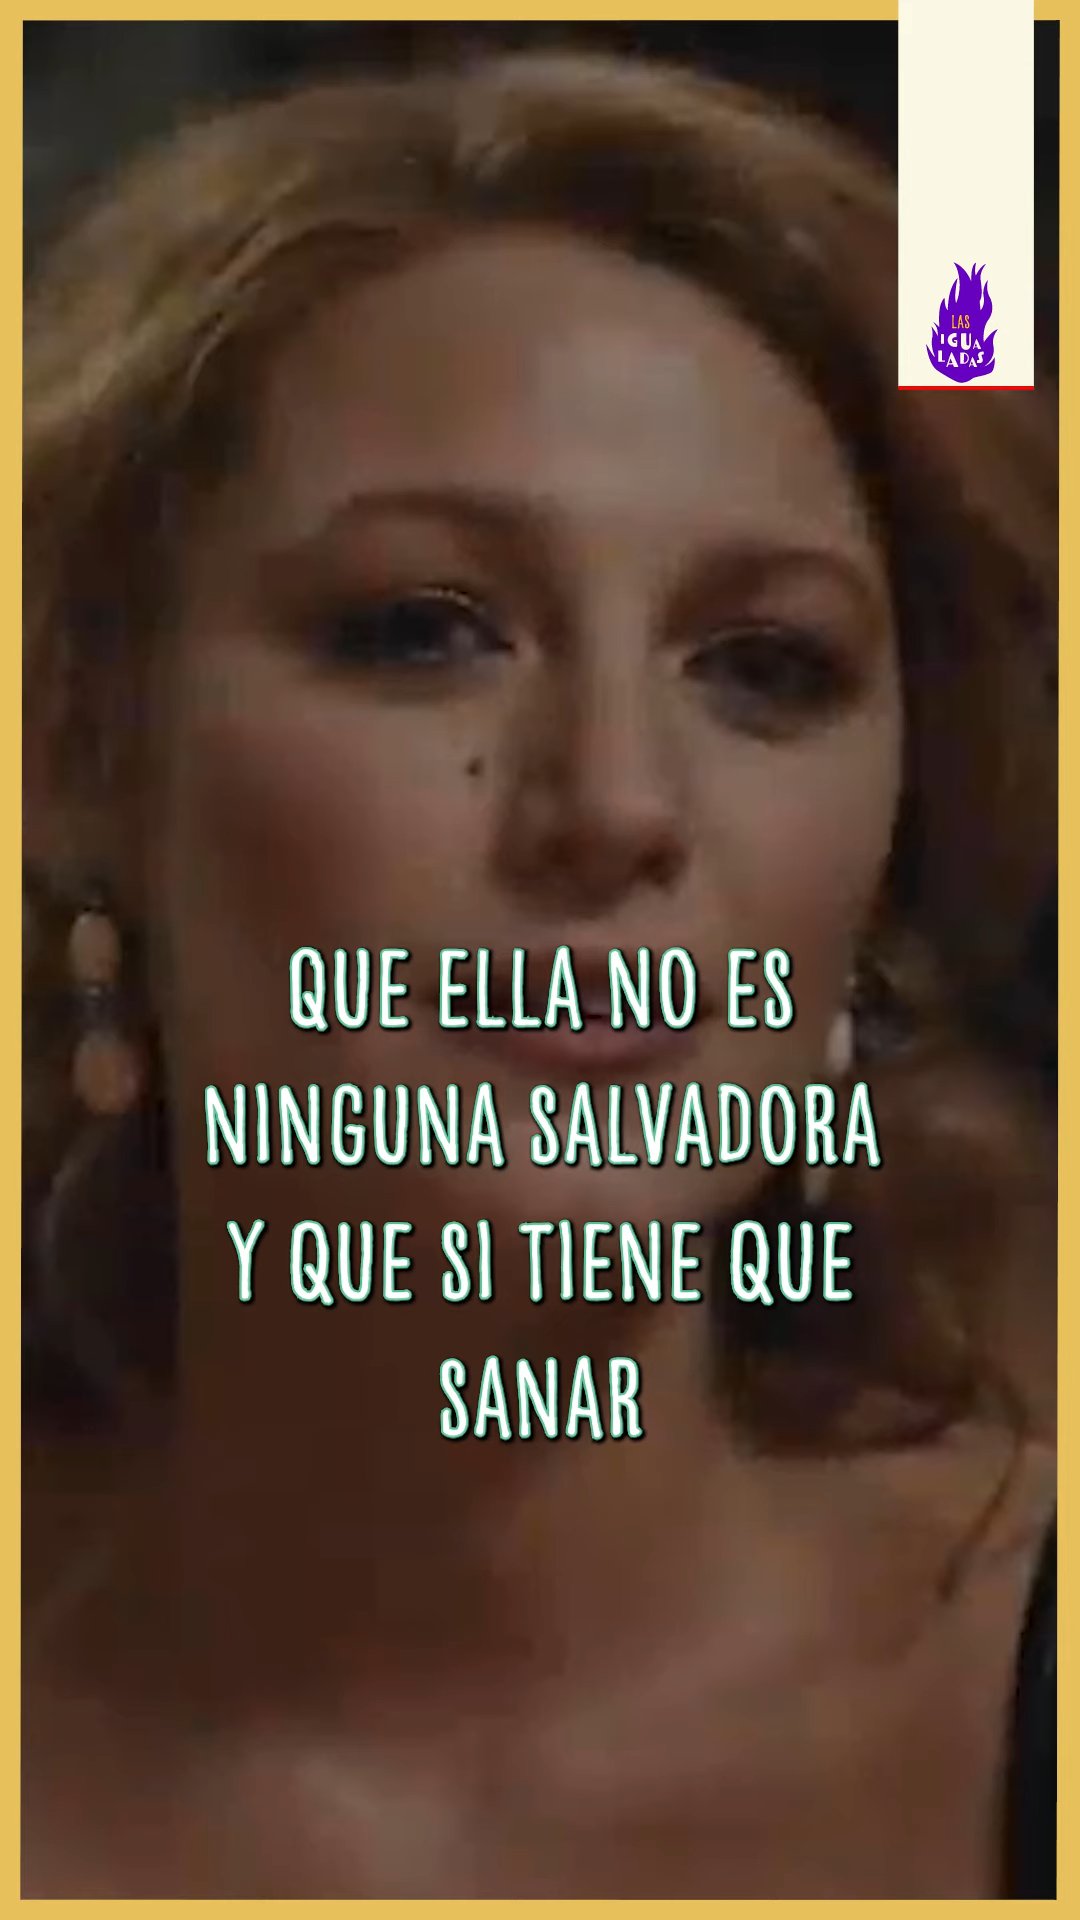 LAS
IGUA
LADAS
QUE ELLA NO ES
NINGUNA SALVADORA
Y QUE SI TIENE QUE
SANAR